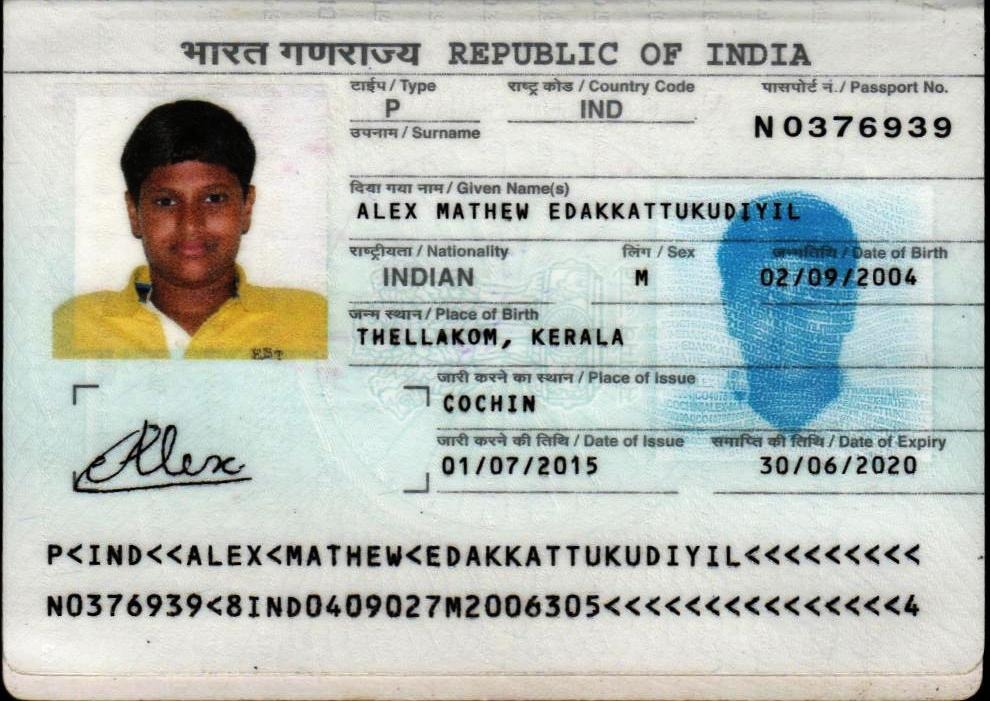 भारत गणराज्य REPUBLIC OF INDIA
टाईप / Type राष्ट्र कोड / Country Code पासपोर्ट नं. / Passport No.
P IND N0376939
उपनाम / Surname
दिया गया नाम / Given Name(s)
ALEX MATHEW EDAKKATTUKUDIYIL
राष्ट्रीयता / Nationality लिंग / Sex जन्मतिथि / Date of Birth
INDIAN M 02/09/2004
जन्म स्थान / Place of Birth
THELLAKOM, KERALA
जारी करने का स्थान / Place of Issue
COCHIN
जारी करने की तिथि / Date of Issue समाप्ति की तिथि / Date of Expiry
01/07/2015 30/06/2020
Alex
P<IND<<ALEX<MATHEW<EDAKKATTUKUDIYIL<<<<<<<<<
N0376939<8IND0409027M2006305<<<<<<<<<<<<<<<4